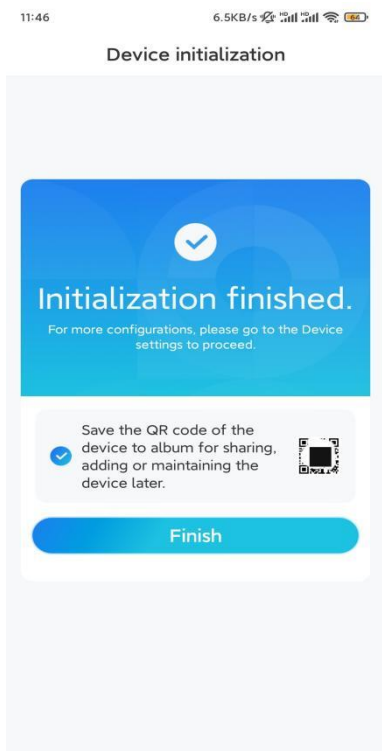 11:46 6.5KB/s HD HD 64
Device initialization
Initialization finished.
For more configurations, please go to the Device
settings to proceed.
Save the QR code of the
device to album for sharing,
adding or maintaining the
device later.
Finish